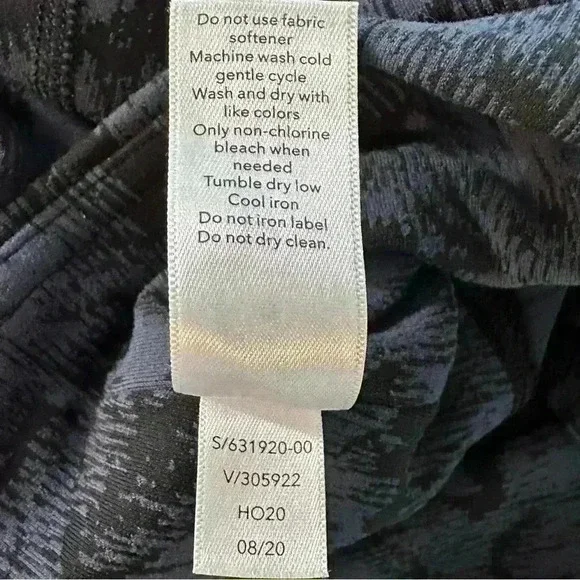 Do not use fabric
softener
Machine wash cold
gentle cycle
Wash and dry with
like colors
Only non-chlorine
bleach when
needed
Tumble dry low
Cool iron
Do not iron label
Do not dry clean.
S/631920-00
V/305922
HO20
08/20